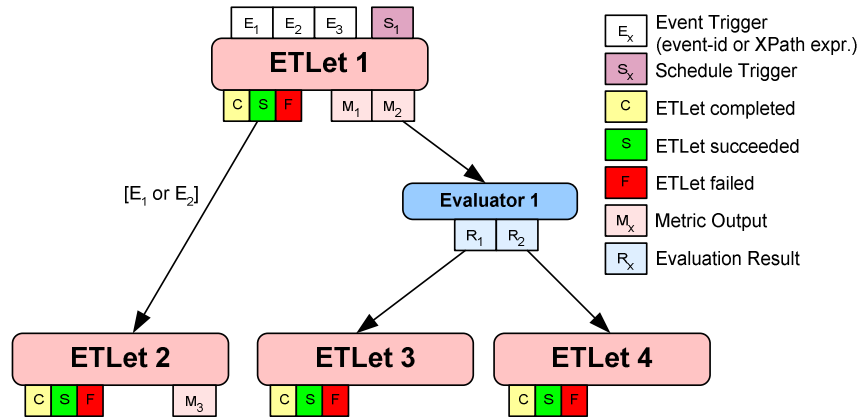 E1 E2 E3 S1
ETLet 1
C S F M1 M2
[E1 or E2]
Evaluator 1
R1 R2
ETLet 2
C S F M3
ETLet 3
C S F
ETLet 4
C S F
Ex Event Trigger
(event-id or XPath expr.)
Sx Schedule Trigger
C ETLet completed
S ETLet succeeded
F ETLet failed
Mx Metric Output
Rx Evaluation Result